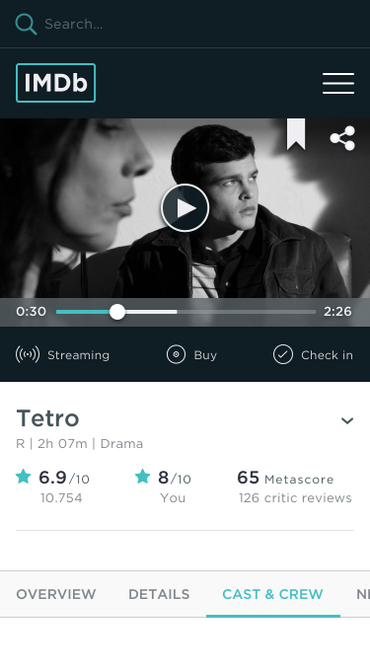 Search...
IMDb
0:30 2:26
Streaming Buy Check in
Tetro
R | 2h 07m | Drama
6.9/10 8/10 65 Metascore
10.754 You 126 critic reviews
OVERVIEW DETAILS CAST & CREW